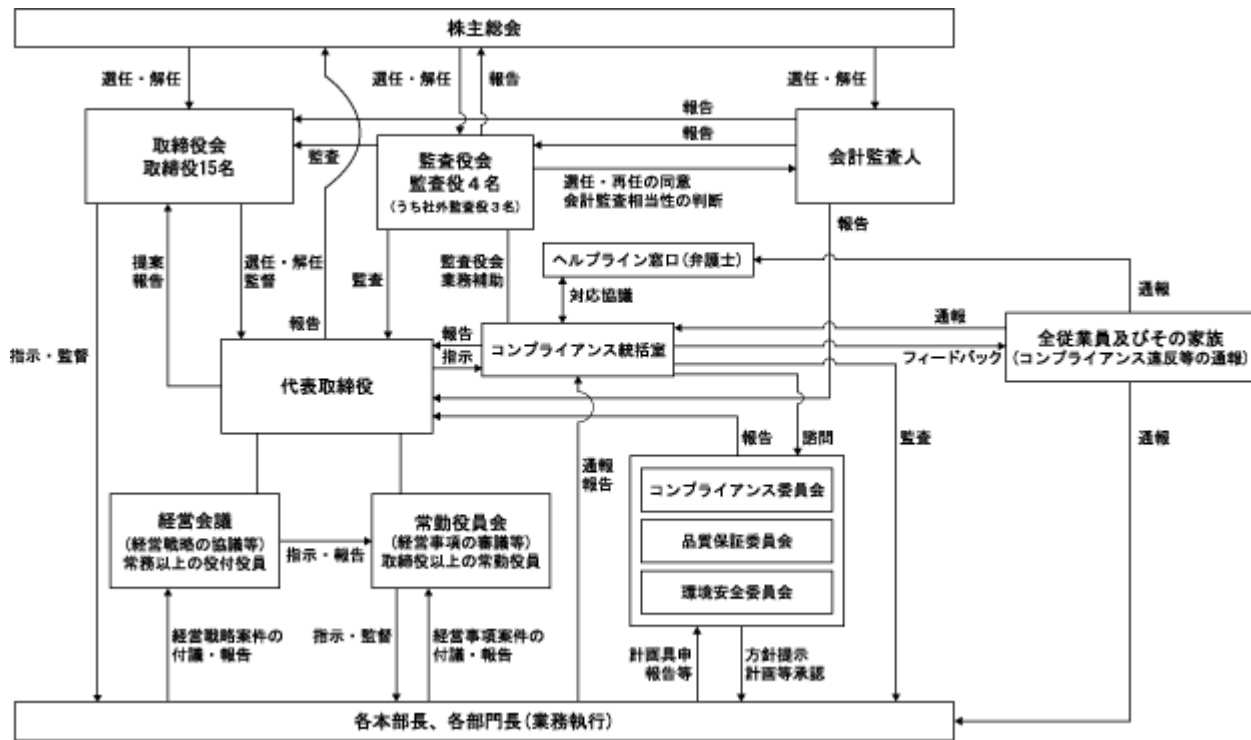 株主総会
選任・解任
選任・解任
報告
選任・解任
取締役会
取締役15名
監査
監査役会
監査役4名
(うち社外監査役3名)
報告
報告
選任・再任の同意
会計監査相当性の判断
会計監査人
報告
提案
報告
選任・解任
監督
報告
監査
監査役会
業務補助
ヘルプライン窓口(弁護士)
対応協議
通報
指示・監督
代表取締役
報告
指示
コンプライアンス統括室
通報
フィードバック
全従業員及びその家族
(コンプライアンス違反等の通報)
報告
諮問
監査
通報
通報
報告
経営会議
(経営戦略の協議等)
常務以上の役付役員
指示・報告
常勤役員会
(経営事項の審議等)
取締役以上の常勤役員
コンプライアンス委員会
品質保証委員会
環境安全委員会
経営戦略案件の
付議・報告
指示・監督
経営事項案件の
付議・報告
計画具申
報告等
方針提示
計画等承認
各本部長、各部門長(業務執行)